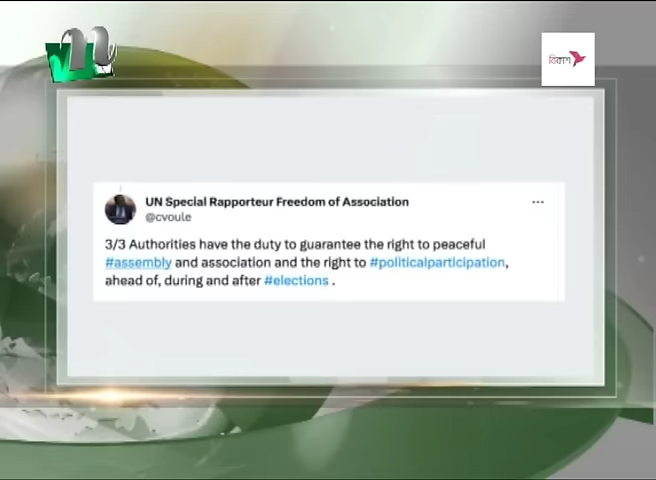 বিকাশ
UN Special Rapporteur Freedom of Association
@cvoule
3/3 Authorities have the duty to guarantee the right to peaceful
#assembly and association and the right to #politicalparticipation,
ahead of, during and after #elections .